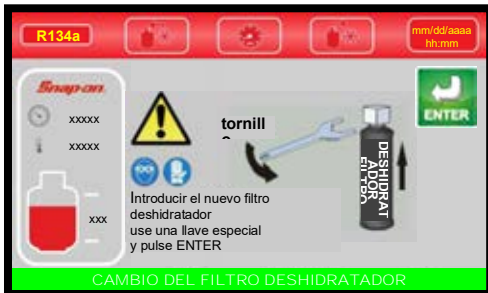 R134a
mm/dd/aaaa
hh:mm
Snap-on
xxxxx
xxxxx
xxx
tornill
ENTER
DESHIDRAT
ADOR
FILTRO
Introducir el nuevo filtro
deshidratador
use una llave especial
y pulse ENTER
CAMBIO DEL FILTRO DESHIDRATADOR